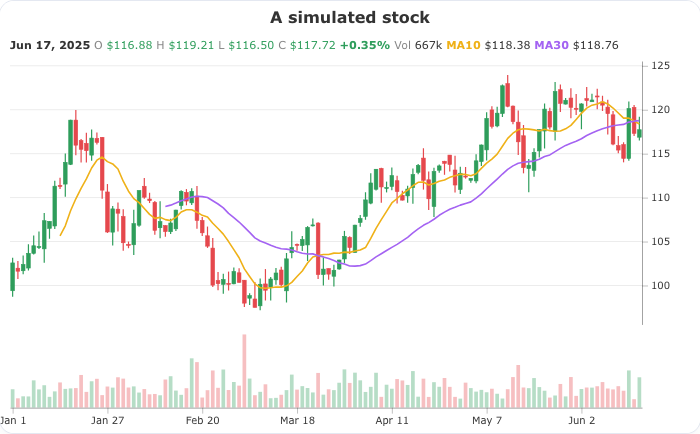 A simulated stock
Jun 17, 2025 O $116.88 H $119.21 L $116.50 C $117.72 +0.35% Vol 667k MA10 $118.38 MA30 $118.76
125
120
115
110
105
100
Jan 1 Jan 27 Feb 20 Mar 18 Apr 11 May 7 Jun 2